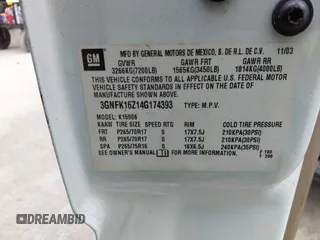 GM
MFD BY GENERAL MOTORS DE MEXICO, S. DE R.L. DE C.V. 11/03
GVWR GAWR FRT GAWR RR
3266KG(7200LB) 1565KG(3450LB) 1814KG(4000LB)
THIS VEHICLE CONFORMS TO ALL APPLICABLE U.S. FEDERAL MOTOR
VEHICLE SAFETY STANDARDS IN EFFECT ON THE DATE OF
MANUFACTURE SHOWN ABOVE.
3GNFK16Z14G174393 TYPE: M.P.V.
MODEL: K15906
TIRE SIZE SPEED RTG RIM COLD TIRE PRESSURE
FRT P265/70R17 S 17X7.5J 210KPA(30PSI)
RR P265/70R17 S 17X7.5J 210KPA(30PSI)
SPA P265/75R16 S 16X6.5J 240KPA(35PSI)
SEE OWNER'S MANUAL FOR MORE INFORMATION
DREAMBID